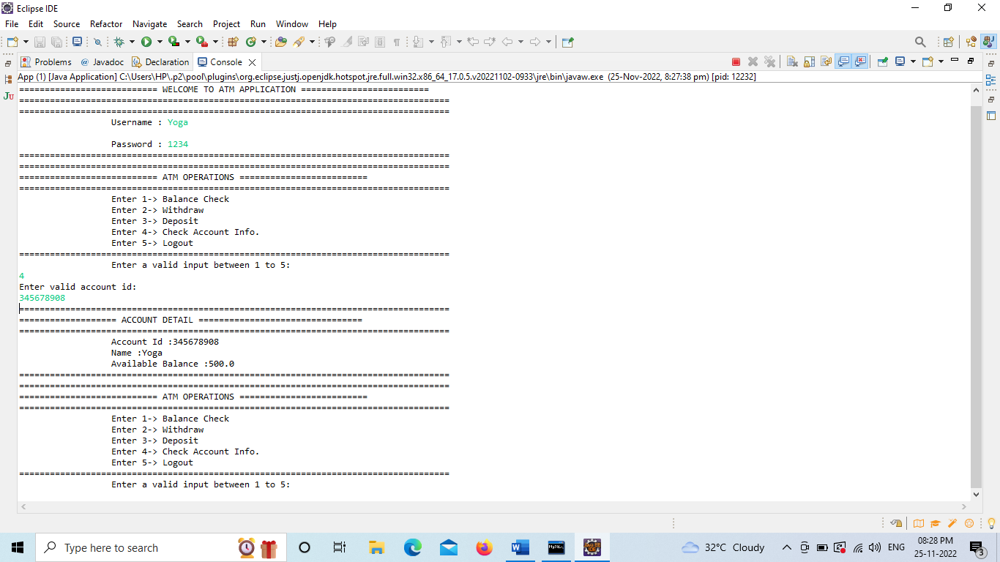 Eclipse IDE
File Edit Source Refactor Navigate Search Project Run Window Help
Problems @ Javadoc Declaration Console
App (1) [Java Application] C:\Users\HP\.p2\pool\plugins\org.eclipse.justj.openjdk.hotspot.jre.full.win32.x86_64_17.0.5.v20221102-0933\jre\bin\javaw.exe (25-Nov-2022, 8:27:38 pm) [pid: 12232]
=========================== WELCOME TO ATM APPLICATION =========================
====================================================================================
====================================================================================
Username : Yoga
Password : 1234
====================================================================================
====================================================================================
=========================== ATM OPERATIONS =========================
====================================================================================
Enter 1-> Balance Check
Enter 2-> Withdraw
Enter 3-> Deposit
Enter 4-> Check Account Info.
Enter 5-> Logout
====================================================================================
Enter a valid input between 1 to 5:
4
Enter valid account id:
345678908
====================================================================================
=================== ACCOUNT DETAIL ================================
====================================================================================
Account Id :345678908
Name :Yoga
Available Balance :500.0
====================================================================================
====================================================================================
=========================== ATM OPERATIONS =========================
====================================================================================
Enter 1-> Balance Check
Enter 2-> Withdraw
Enter 3-> Deposit
Enter 4-> Check Account Info.
Enter 5-> Logout
====================================================================================
Enter a valid input between 1 to 5:
Type here to search
32°C Cloudy
ENG
08:28 PM
25-11-2022
3